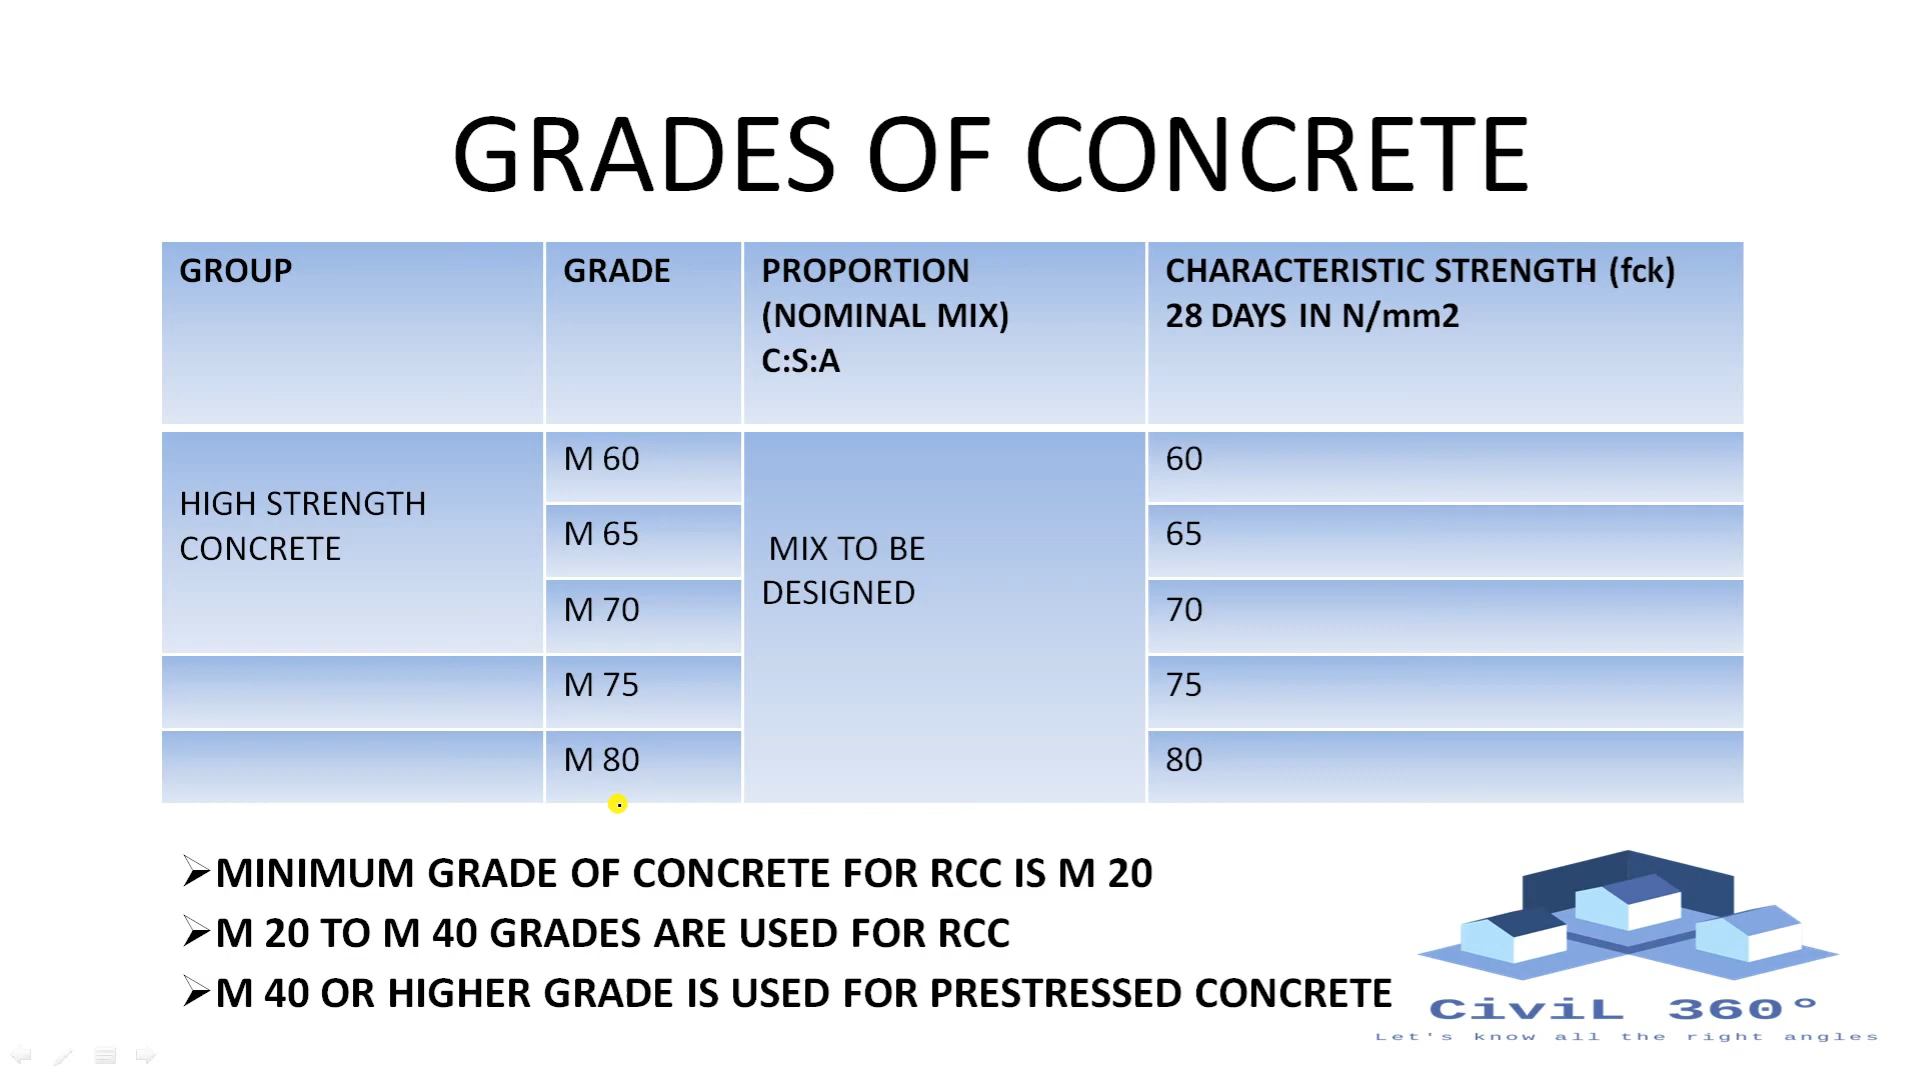 GRADES OF CONCRETE
GROUP
GRADE
PROPORTION
(NOMINAL MIX)
C:S:A
CHARACTERISTIC STRENGTH (fck)
28 DAYS IN N/mm2
HIGH STRENGTH
CONCRETE
M 60
M 65
M 70
M 75
M 80
MIX TO BE
DESIGNED
60
65
70
75
80
MINIMUM GRADE OF CONCRETE FOR RCC IS M 20
M 20 TO M 40 GRADES ARE USED FOR RCC
M 40 OR HIGHER GRADE IS USED FOR PRESTRESSED CONCRETE
CiviL 360°
Let's know all the right angles